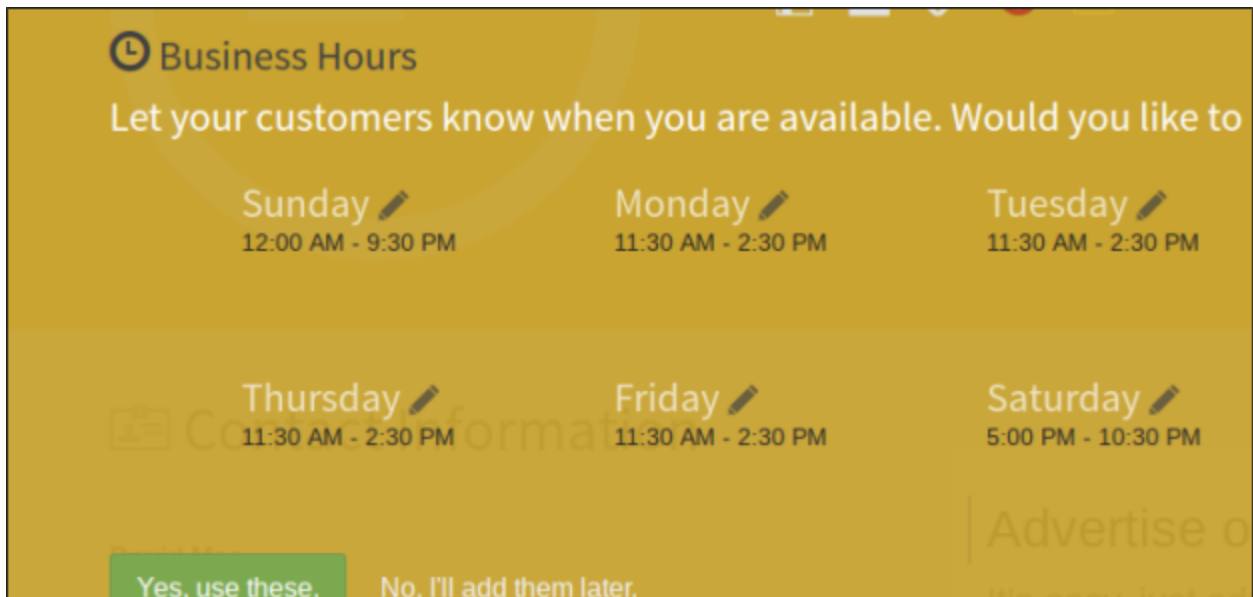 Business Hours
Let your customers know when you are available. Would you like to
Sunday Monday Tuesday
12:00 AM - 9:30 PM 11:30 AM - 2:30 PM 11:30 AM - 2:30 PM
Thursday Friday Saturday
Contact Information
11:30 AM - 2:30 PM 11:30 AM - 2:30 PM 5:00 PM - 10:30 PM
Advertise
Yes, use these. No, I'll add them later.